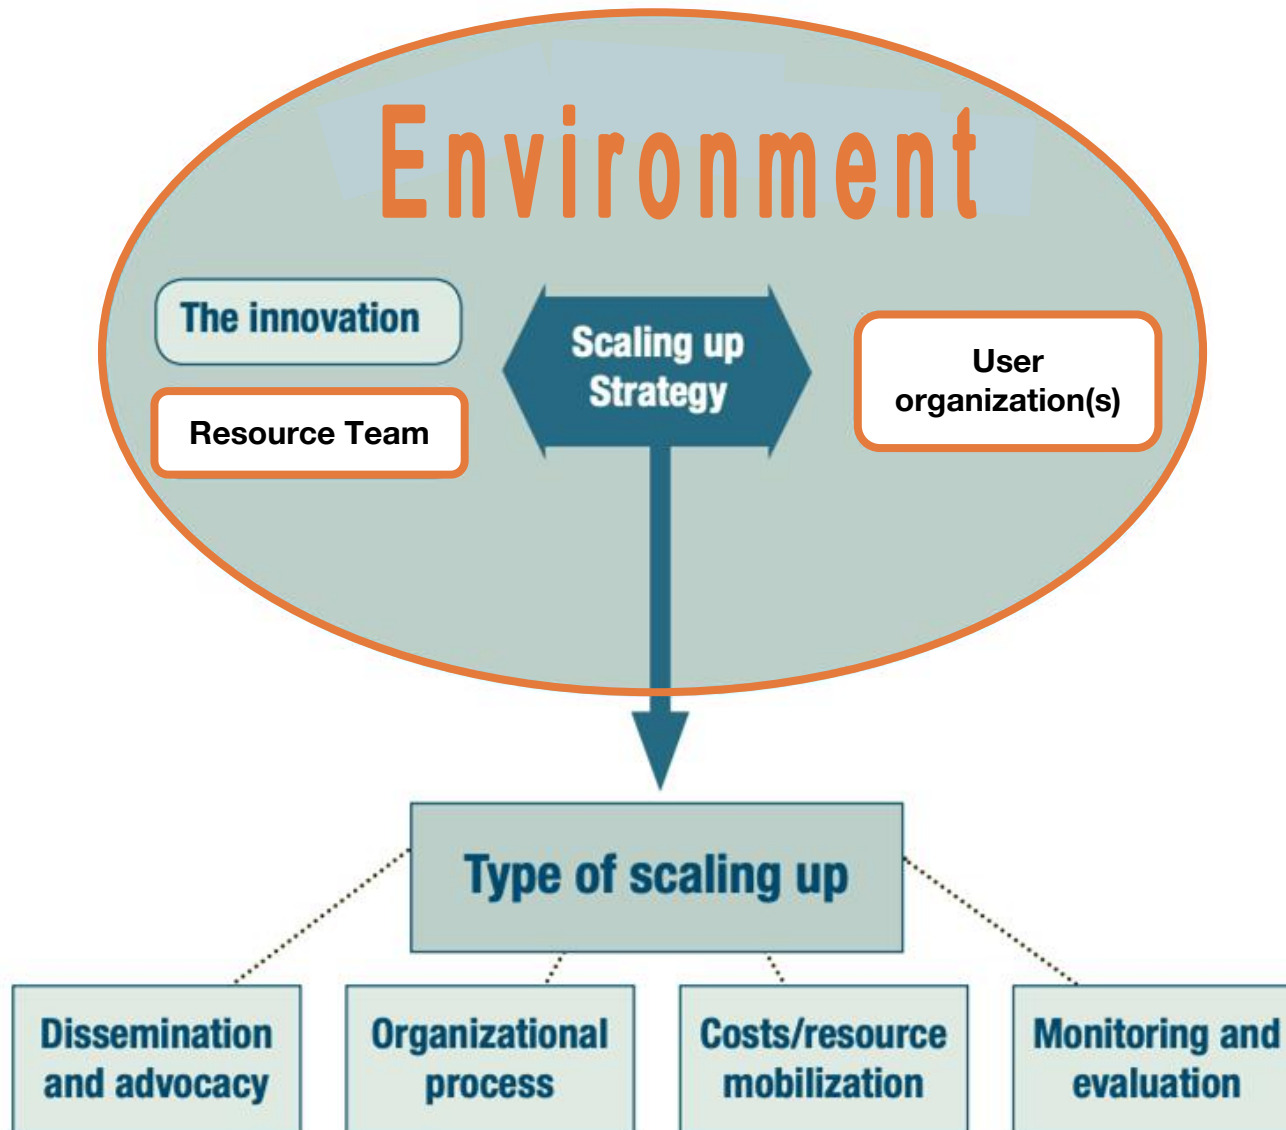 Environment
The innovation
Resource Team
Scaling up
Strategy
User
organization(s)
Type of scaling up
Dissemination
and advocacy
Organizational
process
Costs/resource
mobilization
Monitoring and
evaluation